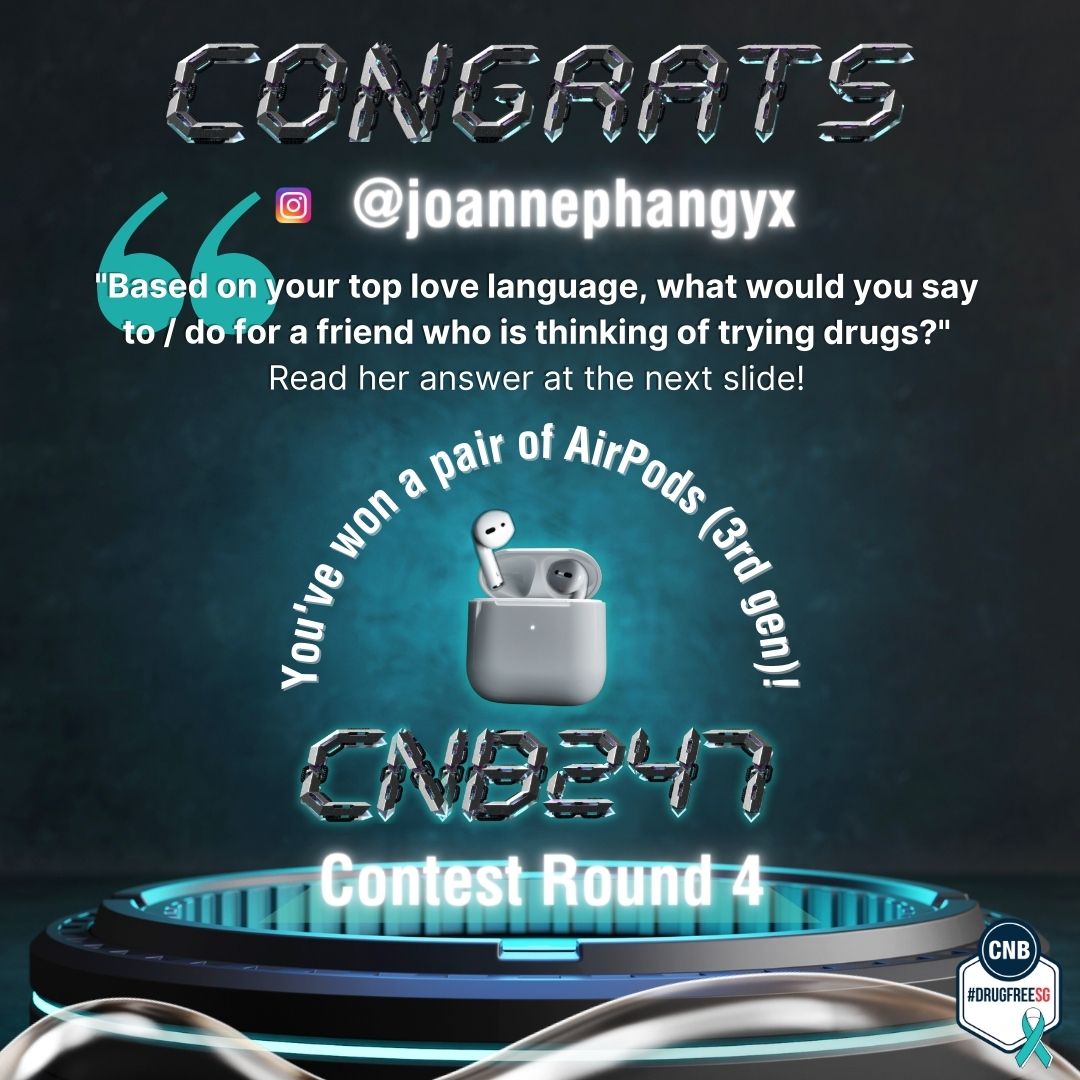 CONGRATS
@joannephangyx
"Based on your top love language, what would you say
to / do for a friend who is thinking of trying drugs?"
Read her answer at the next slide!
You've won a pair of AirPods (3rd gen)!
CNB247
Contest Round 4
CNB
#DRUGFREESG